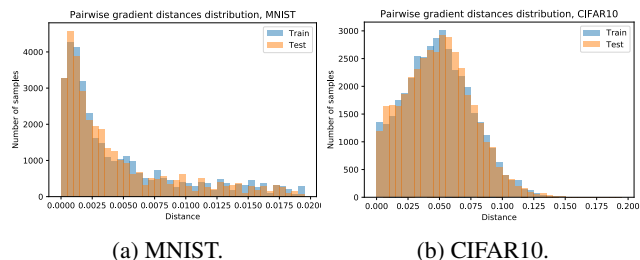 Pairwise gradient distances distribution, MNIST
Train
Test
Number of samples
4000
3000
2000
1000
0
0.0000 0.0025 0.0050 0.0075 0.0100 0.0125 0.0150 0.0175 0.0200
Distance
(a) MNIST.
Pairwise gradient distances distribution, CIFAR10
Train
Test
Number of samples
3000
2500
2000
1500
1000
500
0
0.000 0.025 0.050 0.075 0.100 0.125 0.150 0.175 0.200
Distance
(b) CIFAR10.